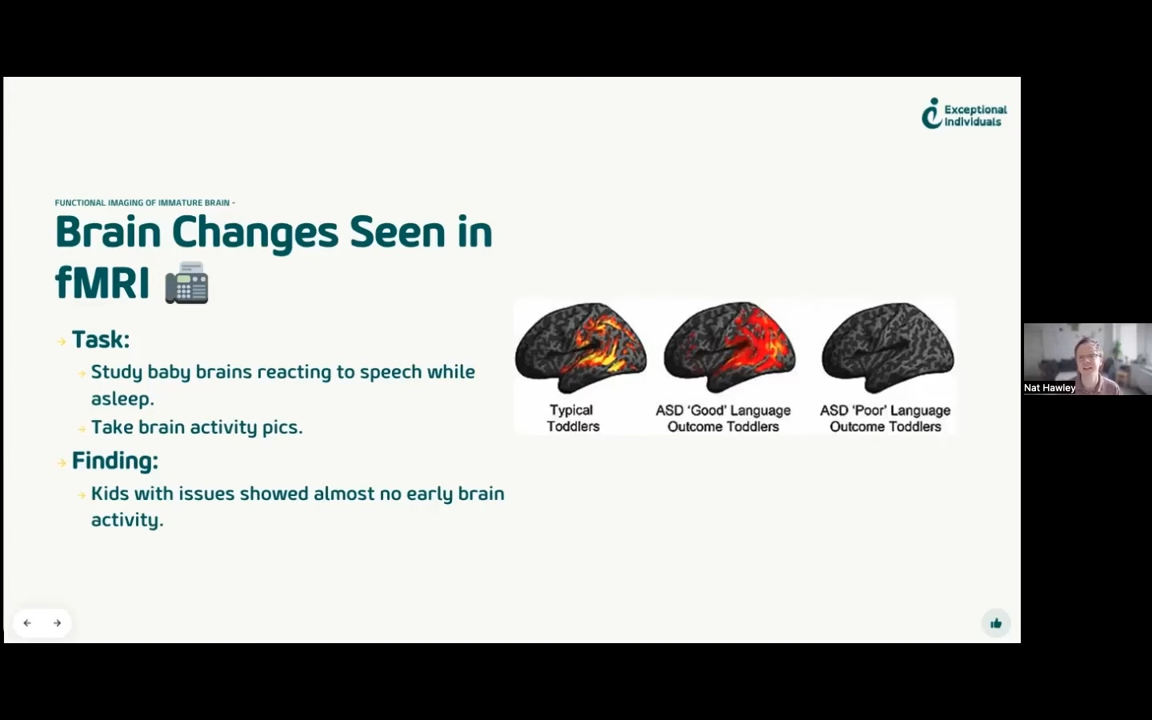 Exceptional
Individuals
FUNCTIONAL IMAGING OF IMMATURE BRAIN -
Brain Changes Seen in
fMRI
Task:
Study baby brains reacting to speech while
asleep.
Take brain activity pics.
Finding:
Kids with issues showed almost no early brain
activity.
Typical
Toddlers
ASD 'Good' Language
Outcome Toddlers
ASD 'Poor' Language
Outcome Toddlers
Nat Hawley